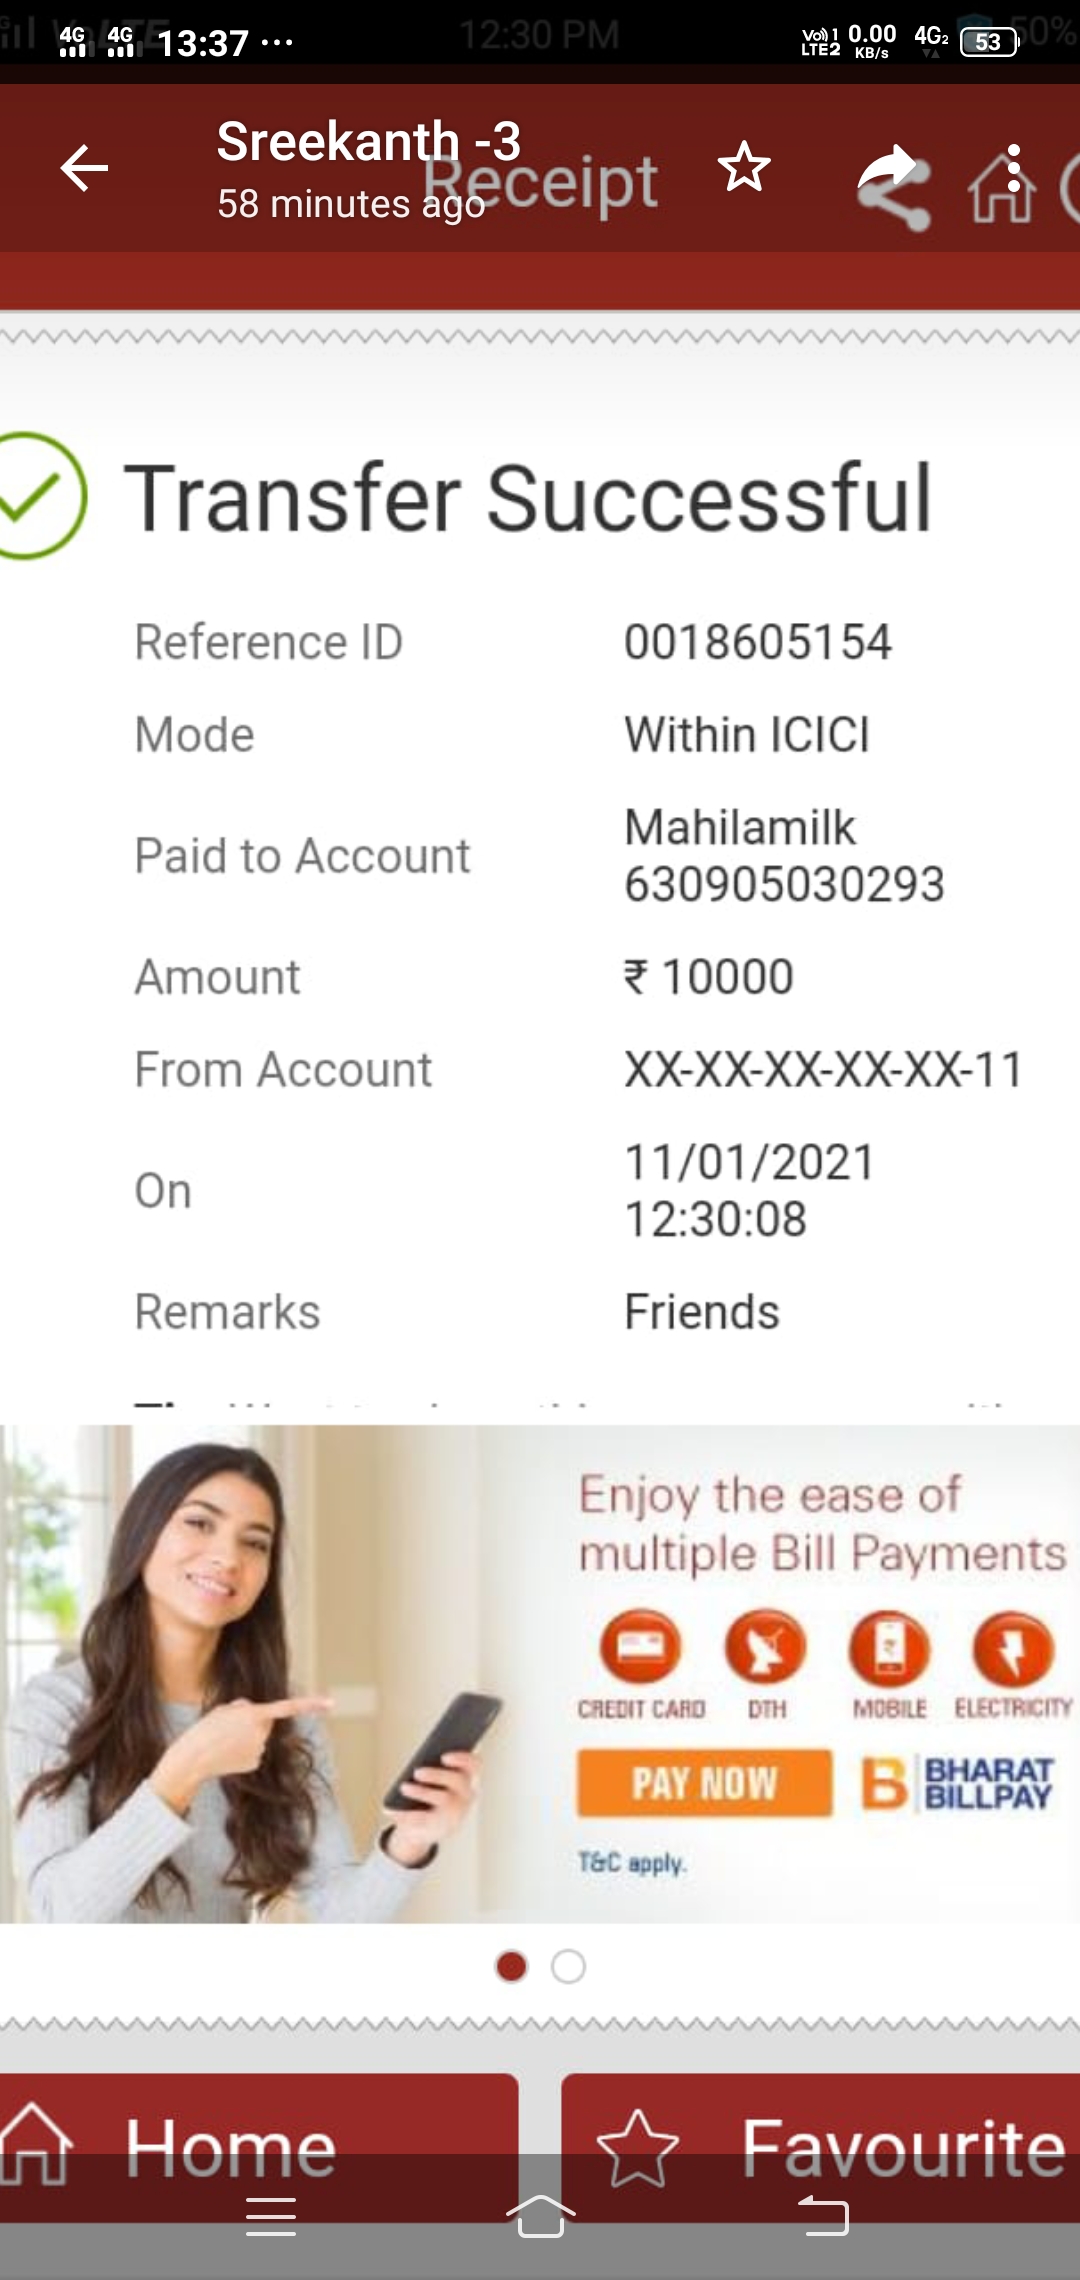 4G 4G 13:37 ... 12:30 PM Vo)) 1 LTE2 0.00 KB/s 4G2 53 50%
Sreekanth -3
Receipt
58 minutes ago
Transfer Successful
Reference ID 0018605154
Mode Within ICICI
Paid to Account Mahilamilk
630905030293
Amount ₹ 10000
From Account XX-XX-XX-XX-XX-11
On 11/01/2021
12:30:08
Remarks Friends
Enjoy the ease of
multiple Bill Payments
CREDIT CARD DTH MOBILE ELECTRICITY
PAY NOW B BHARAT
BILLPAY
T&C apply.
Home Favourite